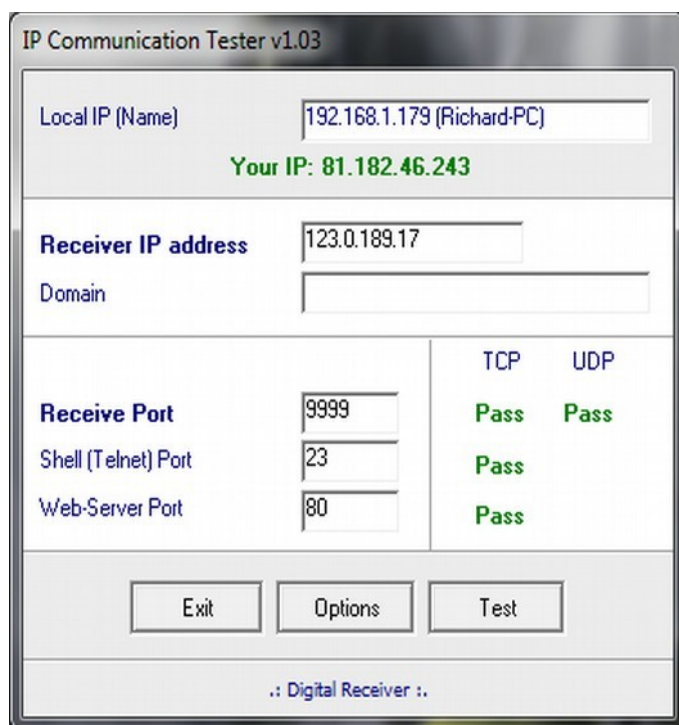 IP Communication Tester v1.03
Local IP (Name) 192.168.1.179 (Richard-PC)
Your IP: 81.182.46.243
Receiver IP address 123.0.189.17
Domain
TCP UDP
Receive Port 9999 Pass Pass
Shell (Telnet) Port 23 Pass
Web-Server Port 80 Pass
Exit Options Test
.: Digital Receiver :.